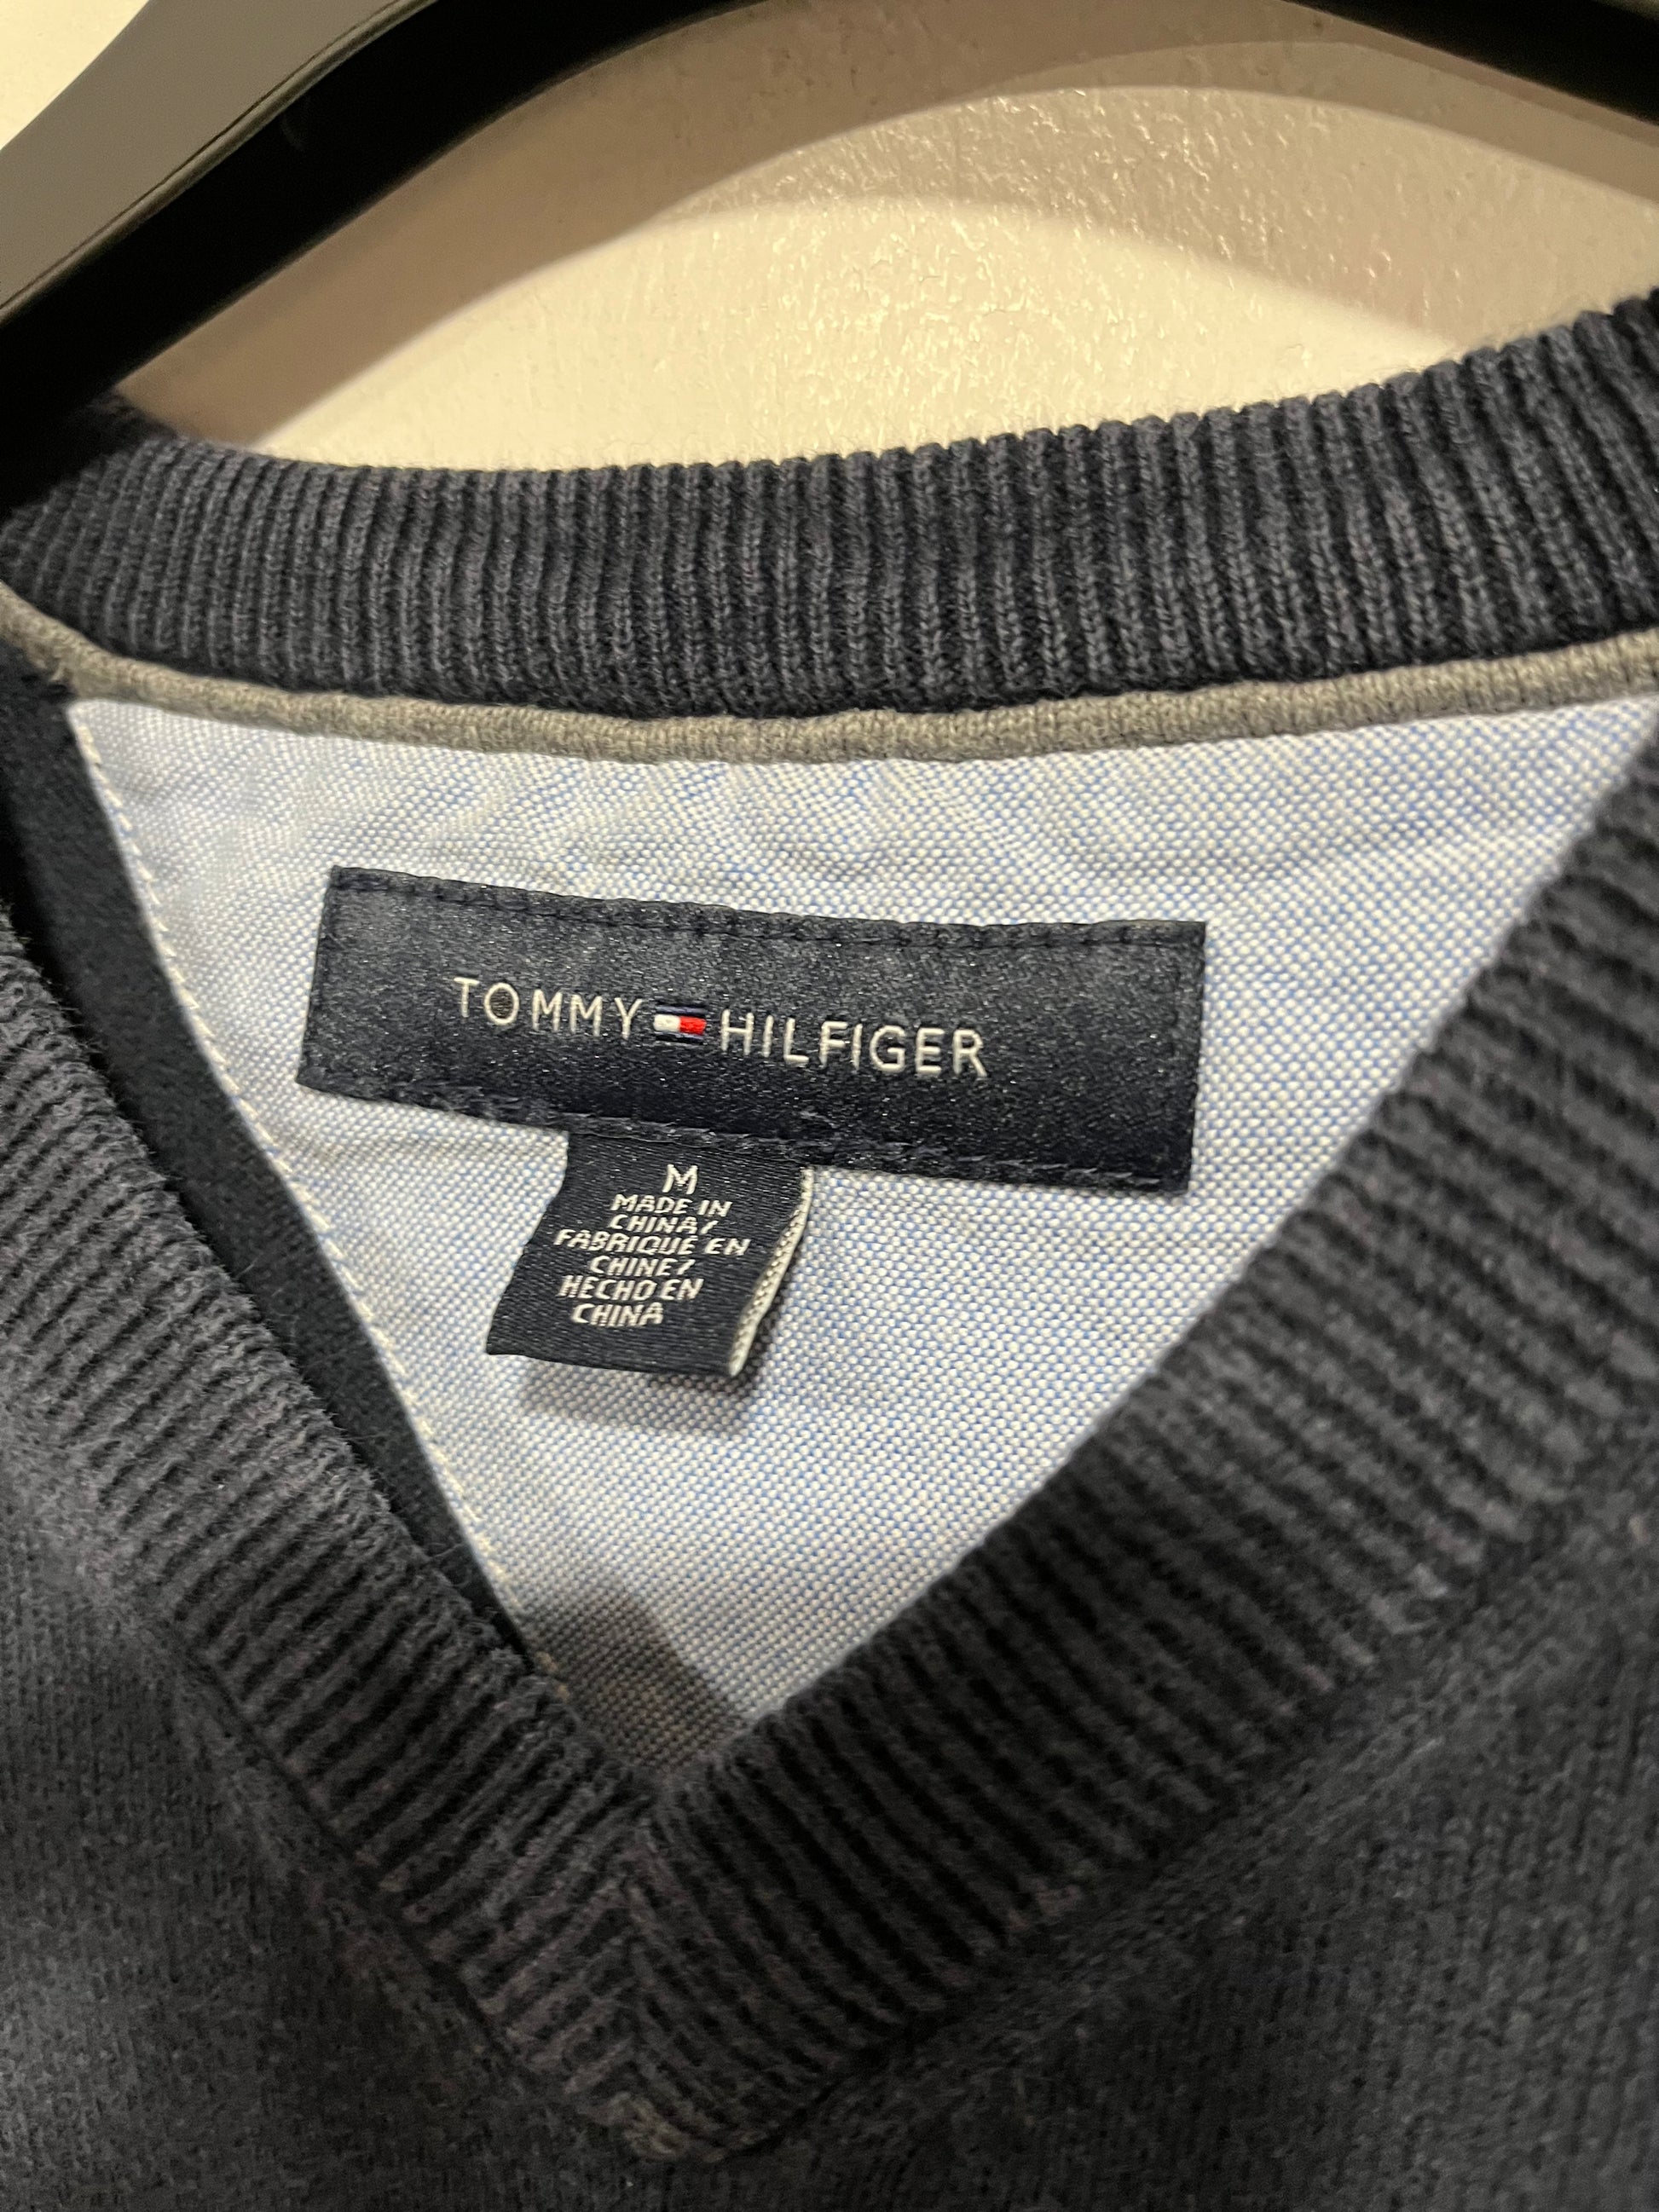 TOMMY HILFIGER
M
MADE IN
CHINA/
FABRIQUÉ EN
CHINE/
HECHO EN
CHINA